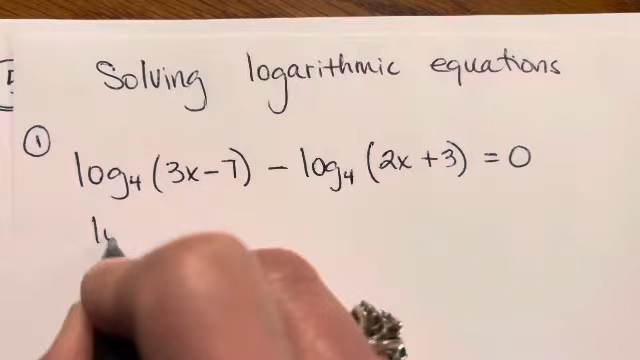 Solving logarithmic equations
① log₄(3x-7) - log₄(2x+3) = 0